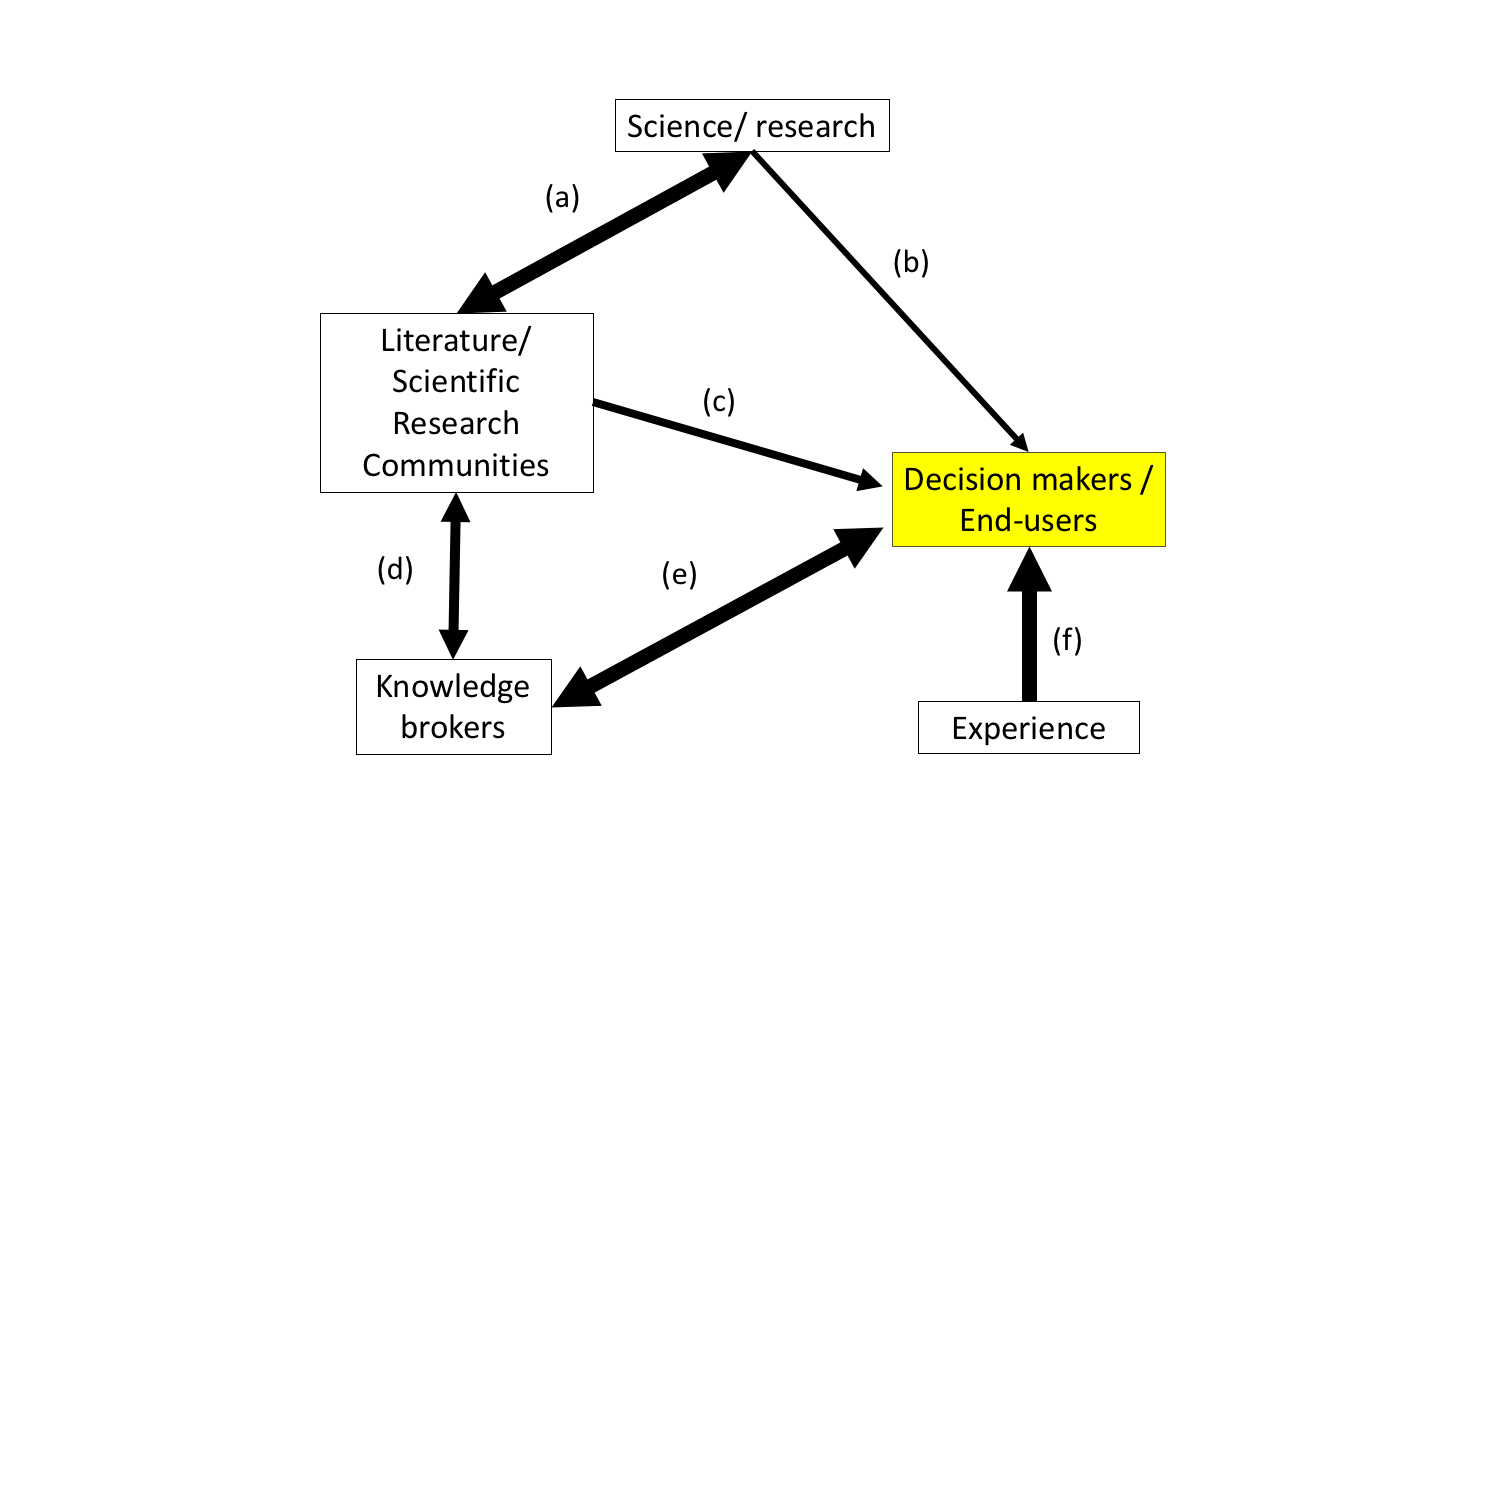 Science/ research
(a)
(b)
Literature/
Scientific
Research
Communities
(c)
Decision makers /
End-users
(d)
(e)
(f)
Knowledge
brokers
Experience